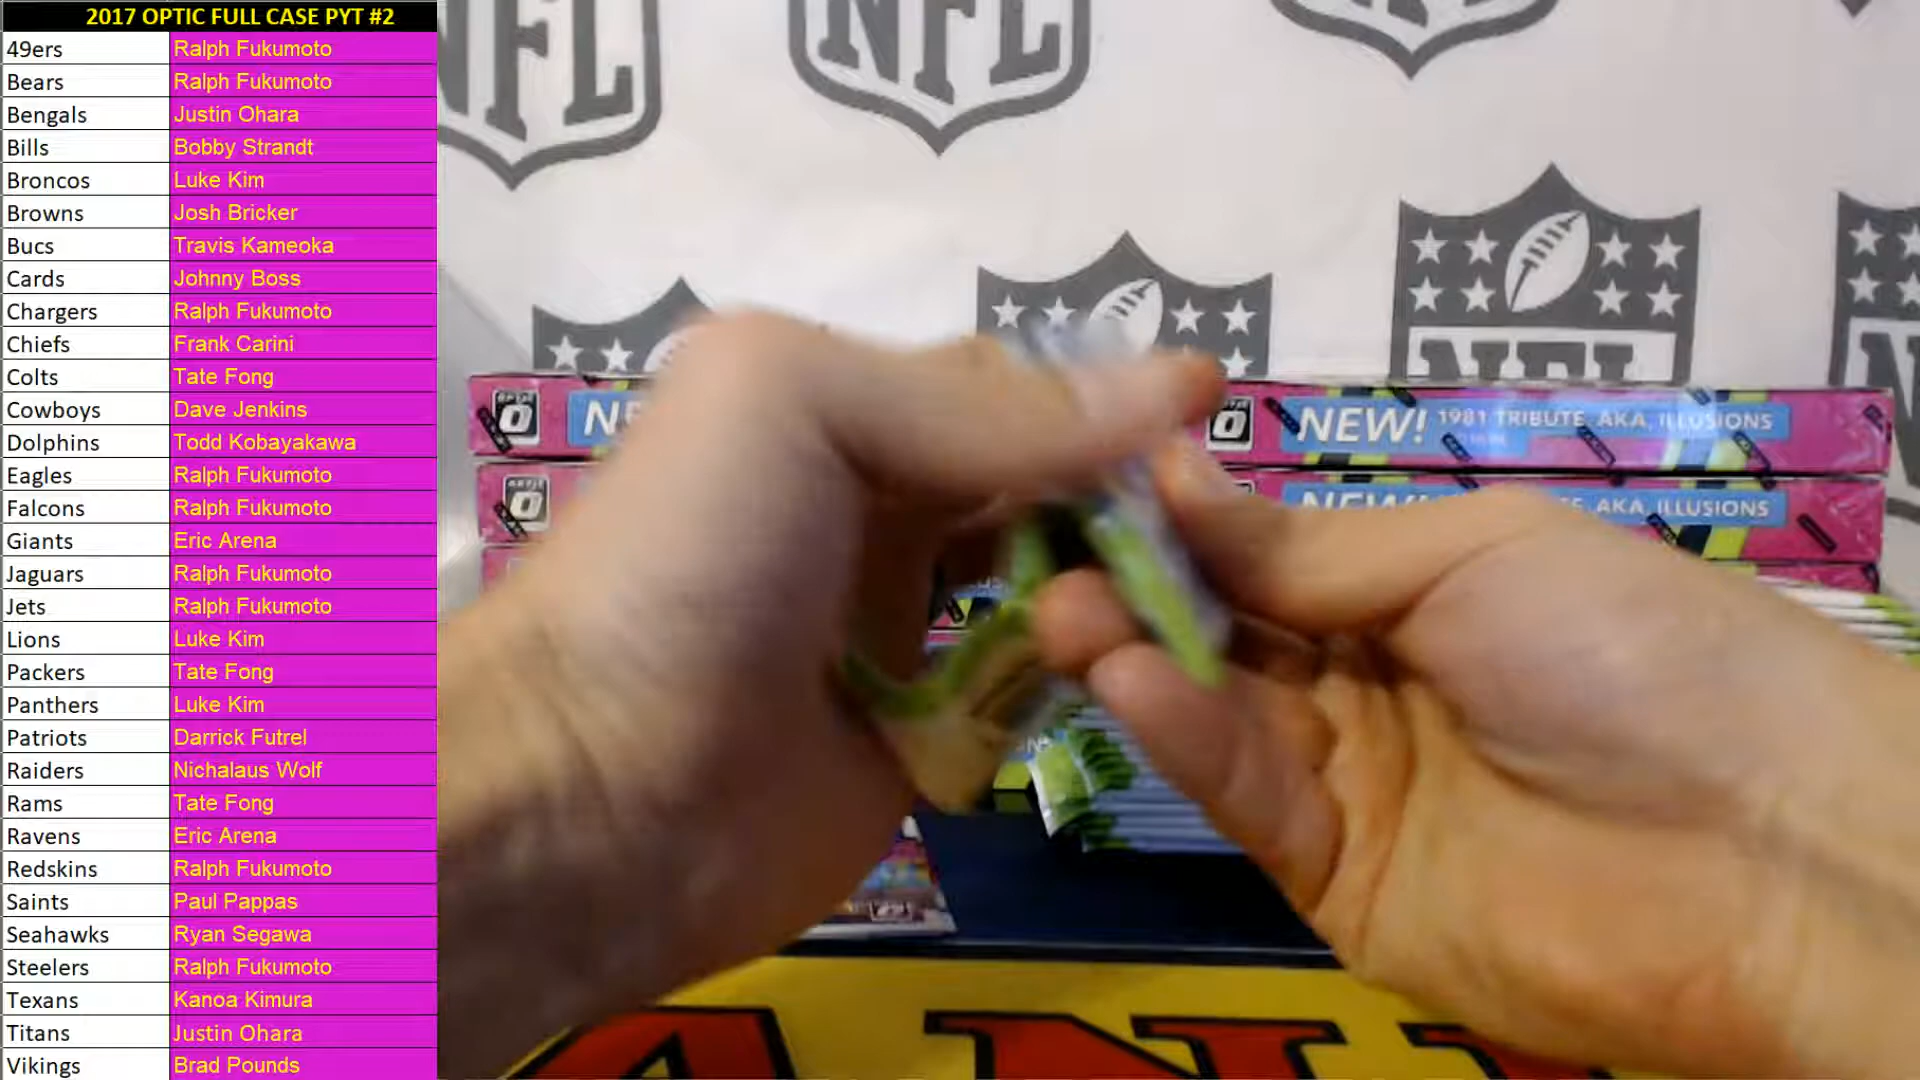 2017 OPTIC FULL CASE PYT #2
49ers Ralph Fukumoto
Bears Ralph Fukumoto
Bengals Justin Ohara
Bills Bobby Strandt
Broncos Luke Kim
Browns Josh Bricker
Bucs Travis Kameoka
Cards Johnny Boss
Chargers Ralph Fukumoto
Chiefs Frank Carini
Colts Tate Fong
Cowboys Dave Jenkins
Dolphins Todd Kobayakawa
Eagles Ralph Fukumoto
Falcons Ralph Fukumoto
Giants Eric Arena
Jaguars Ralph Fukumoto
Jets Ralph Fukumoto
Lions Luke Kim
Packers Tate Fong
Panthers Luke Kim
Patriots Darrick Futrel
Raiders Nichalaus Wolf
Rams Tate Fong
Ravens Eric Arena
Redskins Ralph Fukumoto
Saints Paul Pappas
Seahawks Ryan Segawa
Steelers Ralph Fukumoto
Texans Kanoa Kimura
Titans Justin Ohara
Vikings Brad Pounds
NFL
NFL
NFL
NEW! 1981 TRIBUTE, AKA, ILLUSIONS
NEW! AKA, ILLUSIONS